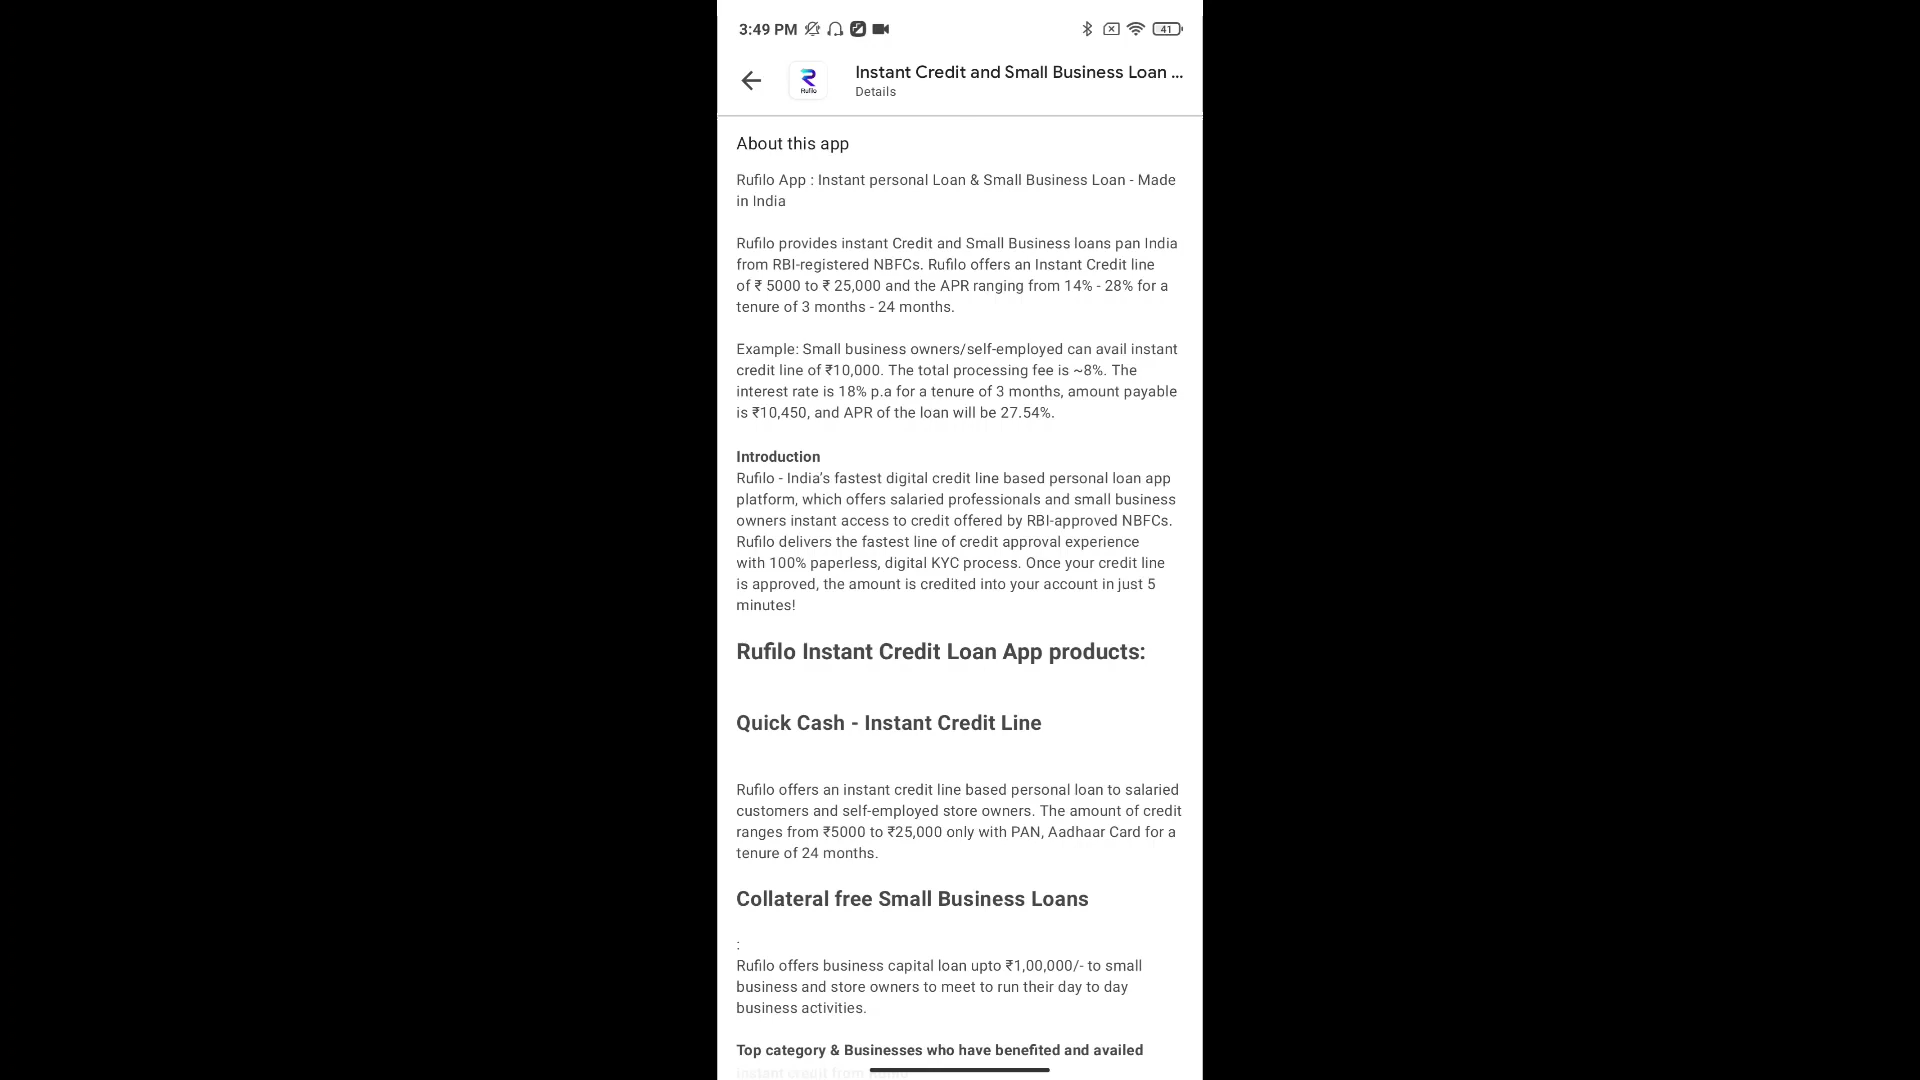 3:49 PM
41
Rufilo
Instant Credit and Small Business Loan ...
Details
About this app
Rufilo App : Instant personal Loan & Small Business Loan - Made
in India
Rufilo provides instant Credit and Small Business loans pan India
from RBI-registered NBFCs. Rufilo offers an Instant Credit line
of ₹ 5000 to ₹ 25,000 and the APR ranging from 14% - 28% for a
tenure of 3 months - 24 months.
Example: Small business owners/self-employed can avail instant
credit line of ₹10,000. The total processing fee is ~8%. The
interest rate is 18% p.a for a tenure of 3 months, amount payable
is ₹10,450, and APR of the loan will be 27.54%.
Introduction
Rufilo - India's fastest digital credit line based personal loan app
platform, which offers salaried professionals and small business
owners instant access to credit offered by RBI-approved NBFCs.
Rufilo delivers the fastest line of credit approval experience
with 100% paperless, digital KYC process. Once your credit line
is approved, the amount is credited into your account in just 5
minutes!
Rufilo Instant Credit Loan App products:
Quick Cash - Instant Credit Line
Rufilo offers an instant credit line based personal loan to salaried
customers and self-employed store owners. The amount of credit
ranges from ₹5000 to ₹25,000 only with PAN, Aadhaar Card for a
tenure of 24 months.
Collateral free Small Business Loans
:
Rufilo offers business capital loan upto ₹1,00,000/- to small
business and store owners to meet to run their day to day
business activities.
Top category & Businesses who have benefited and availed
instant credit from